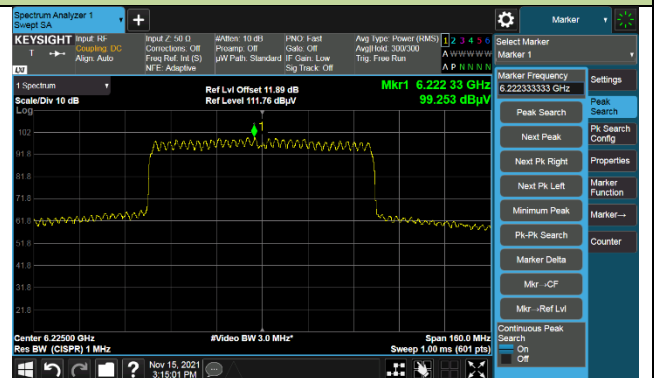 Spectrum Analyzer 1
Swept SA
Marker
KEYSIGHT
Input: RF
Coupling: DC
Align: Auto
Input Z: 50 Ω
Corrections: Off
Freq Ref: Int (S)
NFE: Adaptive
#Atten: 10 dB
Preamp: Off
µW Path: Standard
PNO: Fast
Gate: Off
IF Gain: Low
Sig Track: Off
Avg Type: Power (RMS)
Avg|Hold: 300/300
Trig: Free Run
1 2 3 4 5 6
A W W W W W
A P N N N N
LXI
Select Marker
Marker 1
1 Spectrum
Scale/Div 10 dB
Log
Ref Lvl Offset 11.89 dB
Ref Level 111.76 dBµV
Mkr1 6.222 33 GHz
99.253 dBµV
Marker Frequency
6.222333333 GHz
Settings
Peak Search
Peak
Search
Next Peak
Pk Search
Config
Next Pk Right
Properties
Next Pk Left
Marker
Function
Minimum Peak
Marker→
Pk-Pk Search
Counter
Marker Delta
Mkr→CF
Mkr→Ref Lvl
Continuous Peak
Search
On
Off
1
102
91.8
81.8
71.8
61.8
51.8
41.8
31.8
21.8
Center 6.22500 GHz
Res BW (CISPR) 1 MHz
#Video BW 3.0 MHz*
Span 160.0 MHz
Sweep 1.00 ms (601 pts)
Nov 15, 2021
3:15:01 PM